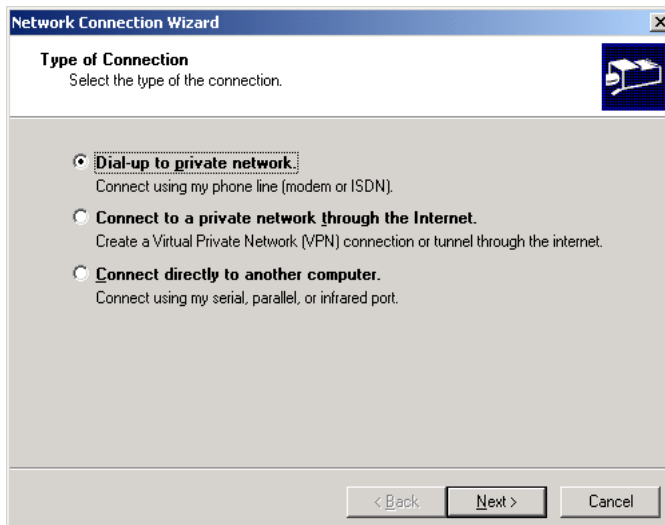 Network Connection Wizard
Type of Connection
Select the type of the connection.
Dial-up to private network.
Connect using my phone line (modem or ISDN).
Connect to a private network through the Internet.
Create a Virtual Private Network (VPN) connection or tunnel through the internet.
Connect directly to another computer.
Connect using my serial, parallel, or infrared port.
< Back Next > Cancel